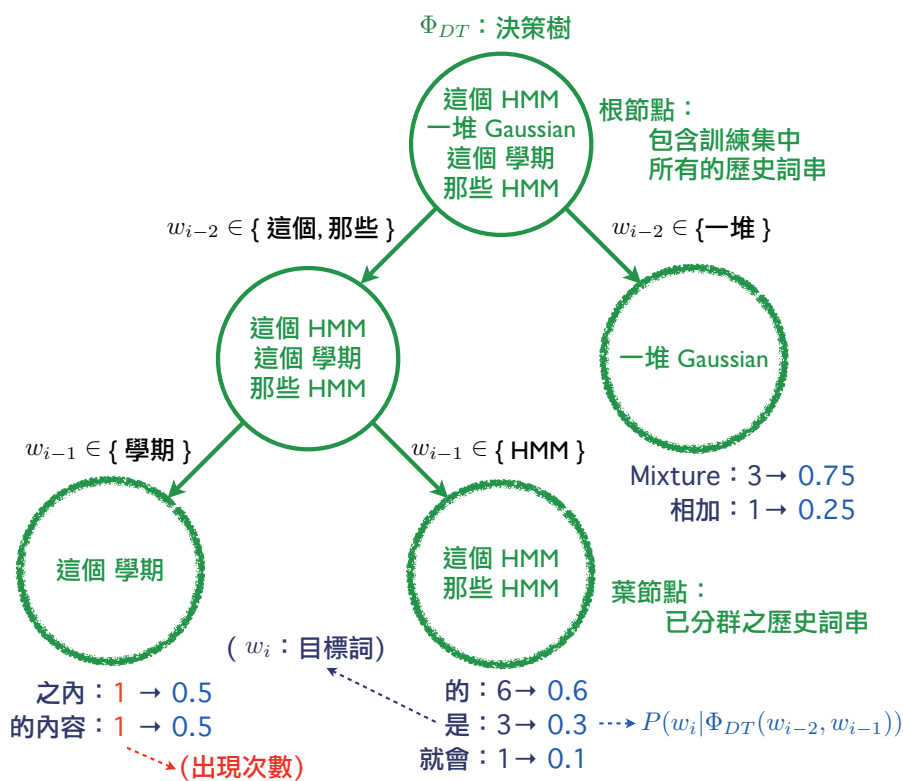 Φ_{DT}：決策樹
這個 HMM
一堆 Gaussian
這個 學期
那些 HMM
根節點：
包含訓練集中
所有的歷史詞串
w_{i−2} ∈ { 這個, 那些 }
w_{i−2} ∈ {一堆 }
這個 HMM
這個 學期
那些 HMM
一堆 Gaussian
w_{i−1} ∈ { 學期 }
w_{i−1} ∈ { HMM }
Mixture：3→ 0.75
相加：1→ 0.25
這個 學期
這個 HMM
那些 HMM
葉節點：
已分群之歷史詞串
( w_i：目標詞)
之內：1 → 0.5
的內容：1 → 0.5
(出現次數)
的：6→ 0.6
是：3→ 0.3
就會：1→ 0.1
P(w_i|Φ_{DT}(w_{i−2}, w_{i−1}))